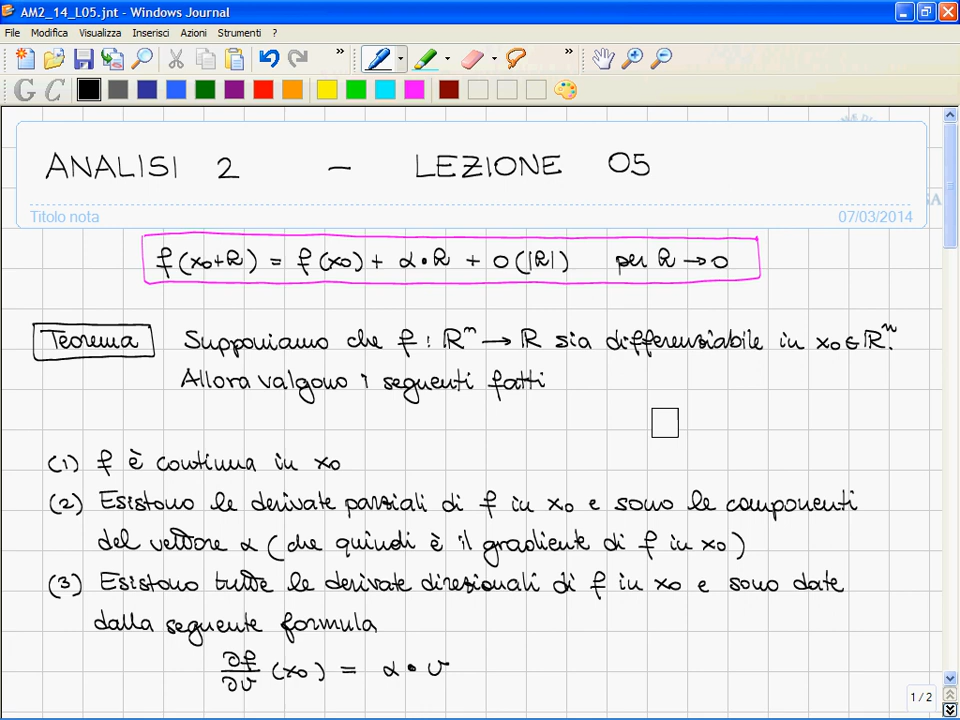 AM2_14_L05.jnt - Windows Journal
File Modifica Visualizza Inserisci Azioni Strumenti ?
G C
ANALISI 2 - LEZIONE 05
Titolo nota 07/03/2014
f(x0+h) = f(x0) + α•h + o(|h|) per h → 0
Teorema Supponiamo che f : ℝⁿ → ℝ sia differenziabile in x0 ∈ ℝⁿ.
Allora valgono i seguenti fatti
(1) f è continua in x0
(2) Esistono le derivate parziali di f in x0 e sono le componenti
del vettore α (che quindi è il gradiente di f in x0)
(3) Esistono tutte le derivate direzionali di f in x0 e sono date
dalla seguente formula
∂f/∂v (x0) = α • v
1 / 2